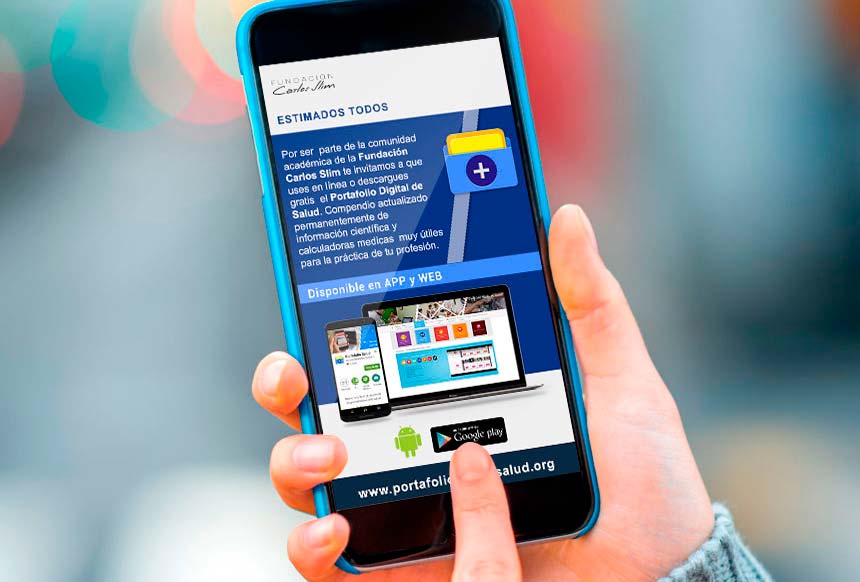 FUNDACIÓN
Carlos Slim
ESTIMADOS TODOS
Por ser parte de la comunidad
académica de la Fundación
Carlos Slim te invitamos a que
uses en línea o descargues
gratis el Portafolio Digital de
Salud. Compendio actualizado
permanentemente de
información científica y
calculadoras medicas muy útiles
para la práctica de tu profesión.
Disponible en APP y WEB
Google play
www.portafolio salud.org